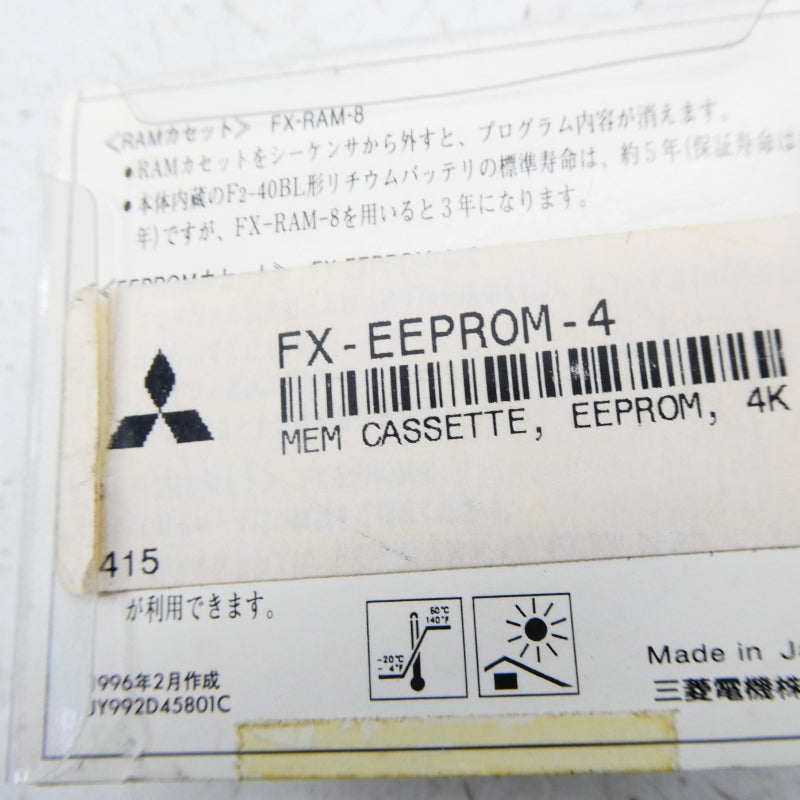 《RAMカセット》 FX-RAM-8
●RAMカセットをシーケンサから外すと、プログラム内容が消えます。
●本体内蔵のF2-40BL形リチウムバッテリの標準寿命は、約5年(保証寿命は
年)ですが、FX-RAM-8を用いると3年になります。
FX-EEPROM-4
MEM CASSETTE, EEPROM, 4K
415
が利用できます。
50℃
140°F
-20℃
-4°F
1996年2月作成
JY992D45801C
Made in Ja
三菱電機株